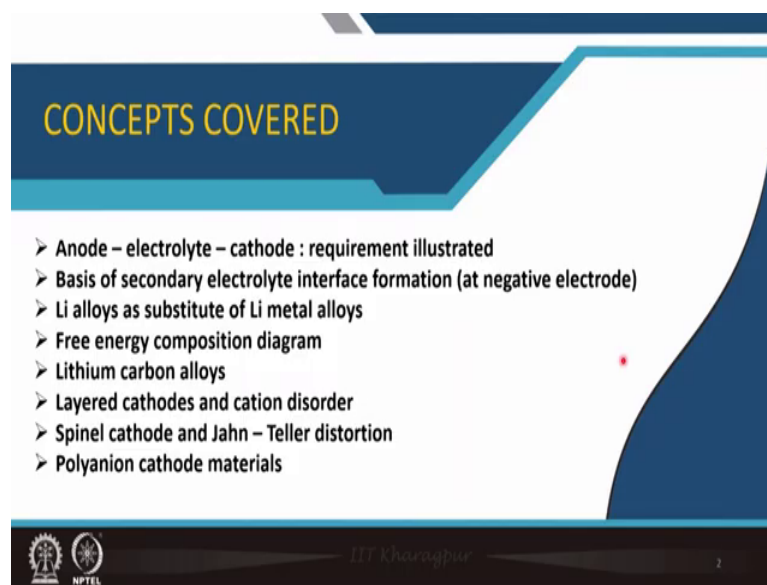 CONCEPTS COVERED
➢ Anode – electrolyte – cathode : requirement illustrated
➢ Basis of secondary electrolyte interface formation (at negative electrode)
➢ Li alloys as substitute of Li metal alloys
➢ Free energy composition diagram
➢ Lithium carbon alloys
➢ Layered cathodes and cation disorder
➢ Spinel cathode and Jahn – Teller distortion
➢ Polyanion cathode materials
IIT Kharagpur
2
NPTEL